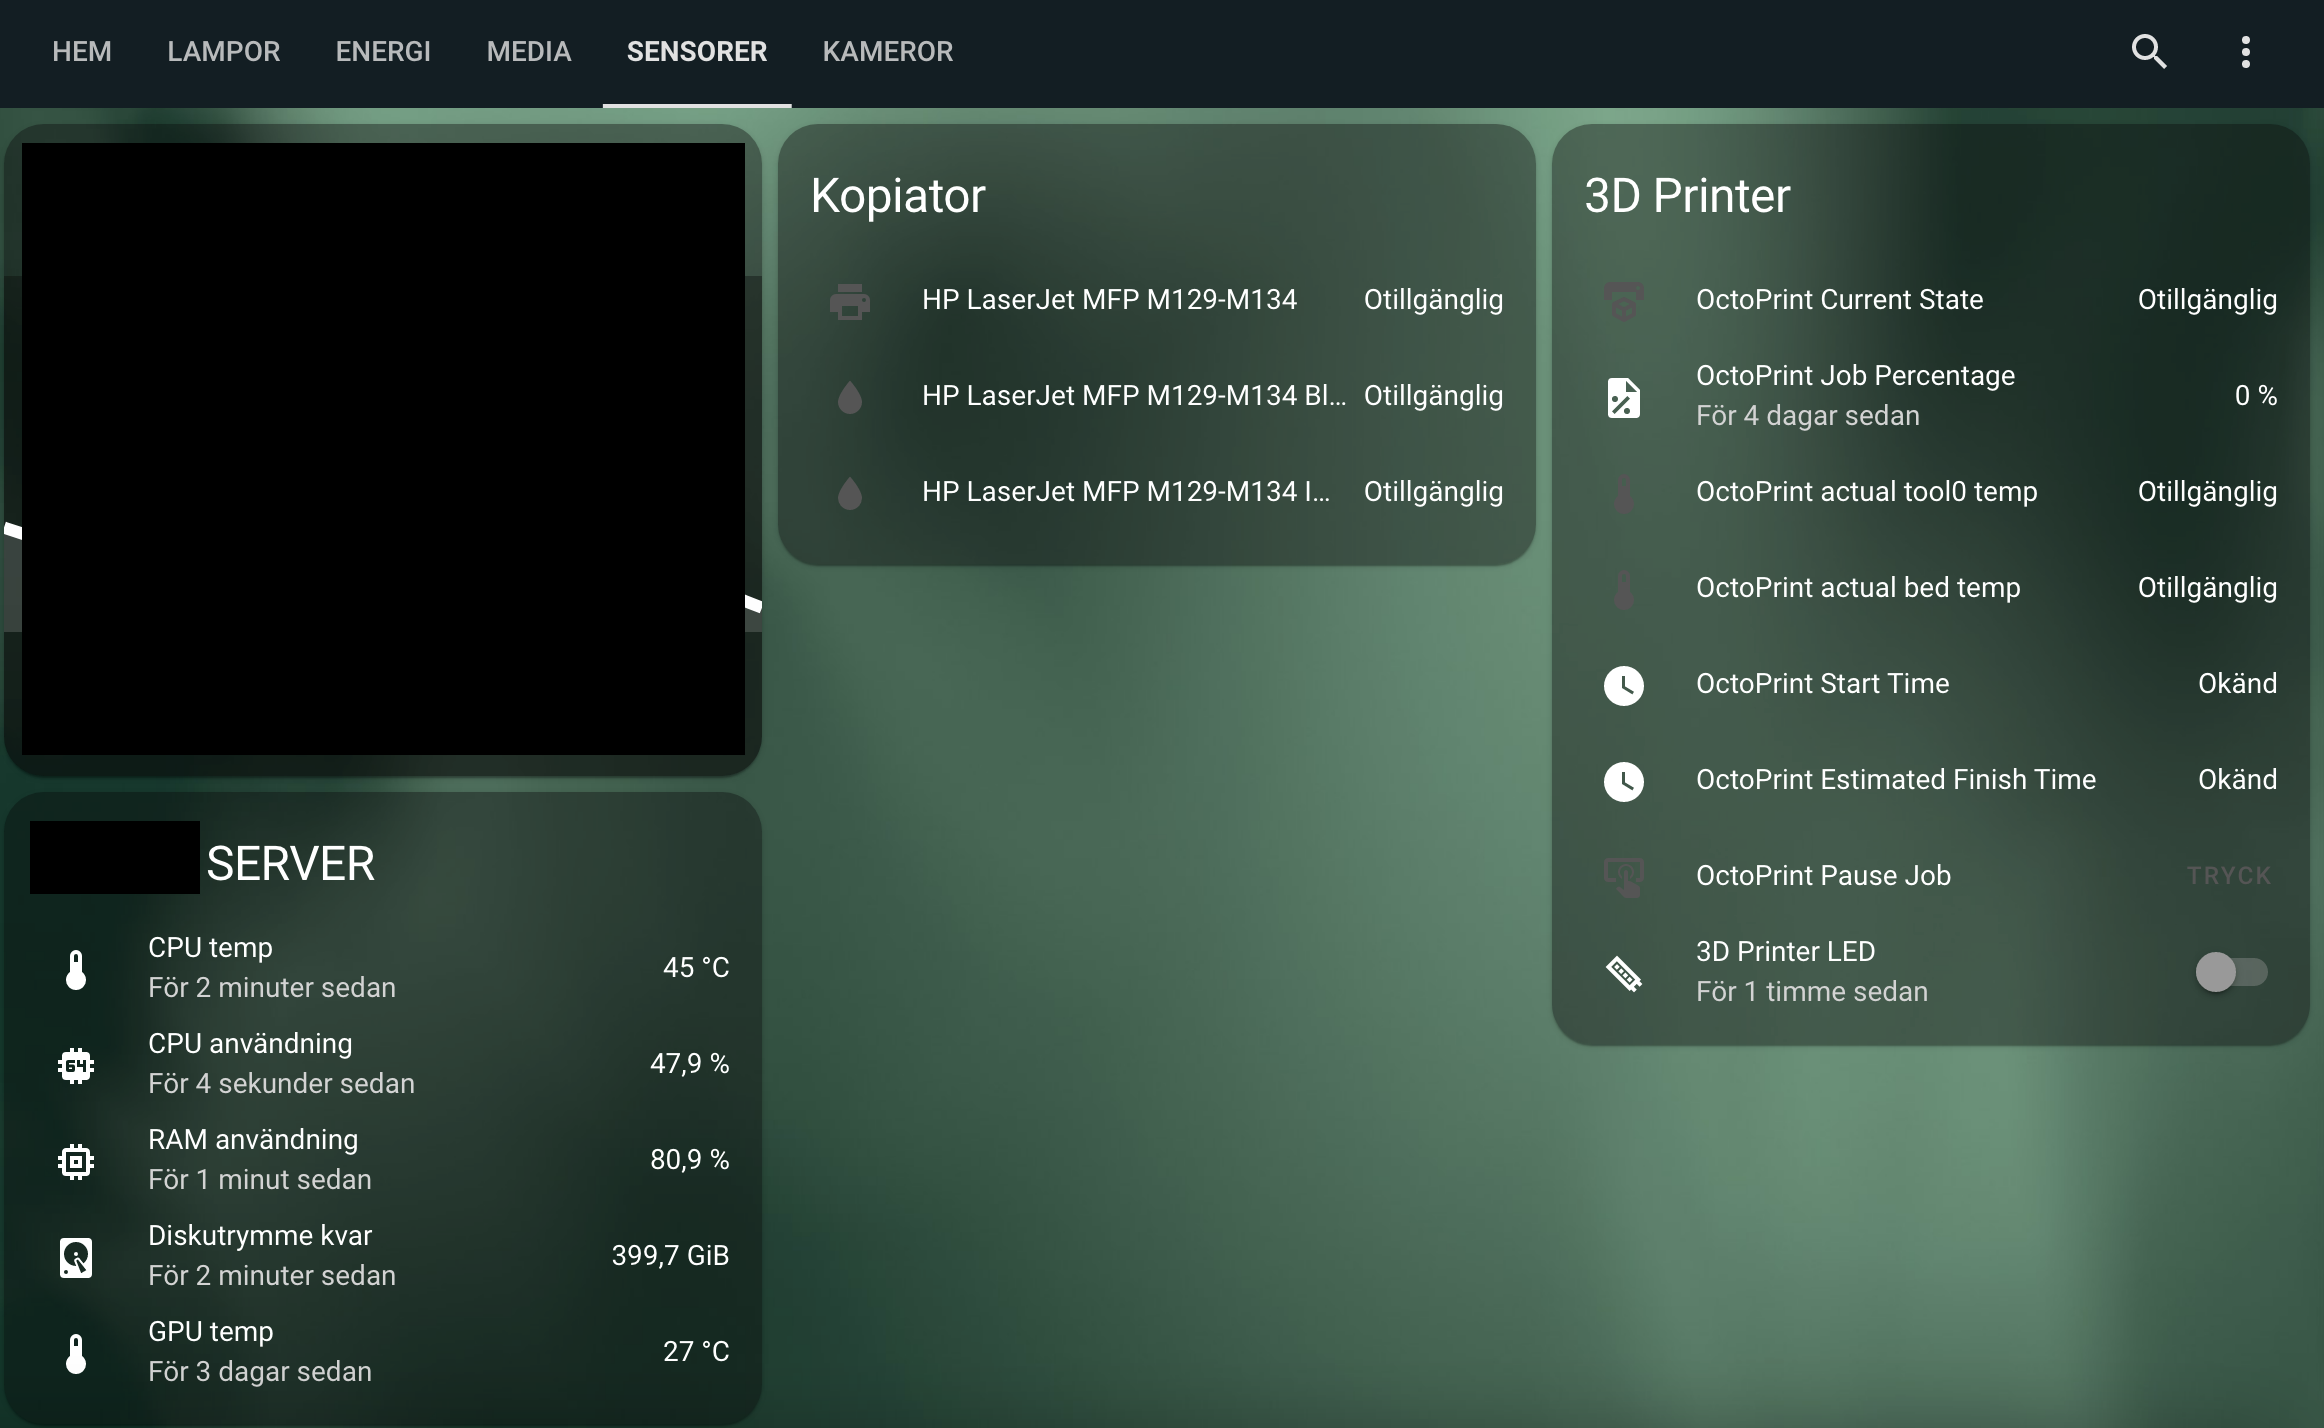 HEM
LAMPOR
ENERGI
MEDIA
SENSORER
KAMEROR
SERVER
CPU temp
För 2 minuter sedan
45 °C
CPU användning
För 4 sekunder sedan
47,9 %
64
RAM användning
För 1 minut sedan
80,9 %
Diskutrymme kvar
För 2 minuter sedan
399,7 GiB
GPU temp
För 3 dagar sedan
27 °C
Kopiator
HP LaserJet MFP M129-M134
Otillgänglig
HP LaserJet MFP M129-M134 Bl…
Otillgänglig
HP LaserJet MFP M129-M134 I…
Otillgänglig
3D Printer
OctoPrint Current State
Otillgänglig
OctoPrint Job Percentage
För 4 dagar sedan
0 %
OctoPrint actual tool0 temp
Otillgänglig
OctoPrint actual bed temp
Otillgänglig
OctoPrint Start Time
Okänd
OctoPrint Estimated Finish Time
Okänd
OctoPrint Pause Job
TRYCK
3D Printer LED
För 1 timme sedan